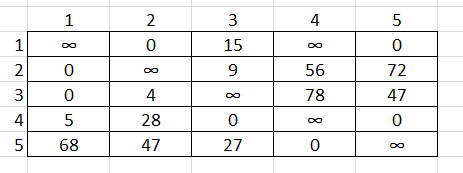 1 2 3 4 5
1 ∞ 0 15 ∞ 0
2 0 ∞ 9 56 72
3 0 4 ∞ 78 47
4 5 28 0 ∞ 0
5 68 47 27 0 ∞